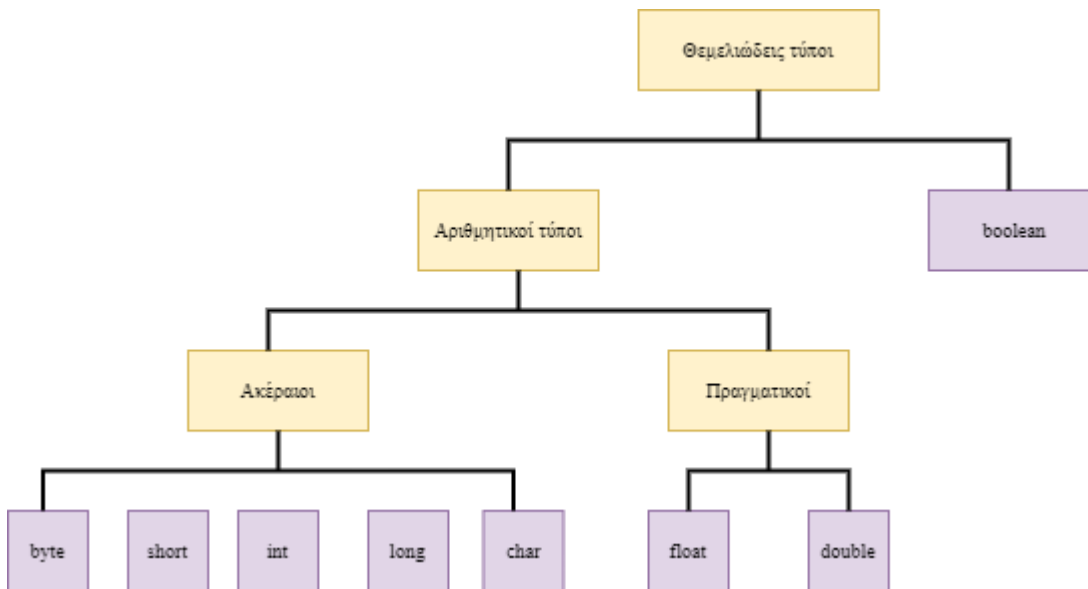 Θεμελιώδεις τύποι
Αριθμητικοί τύποι
boolean
Ακέραιοι
Πραγματικοί
byte
short
int
long
char
float
double